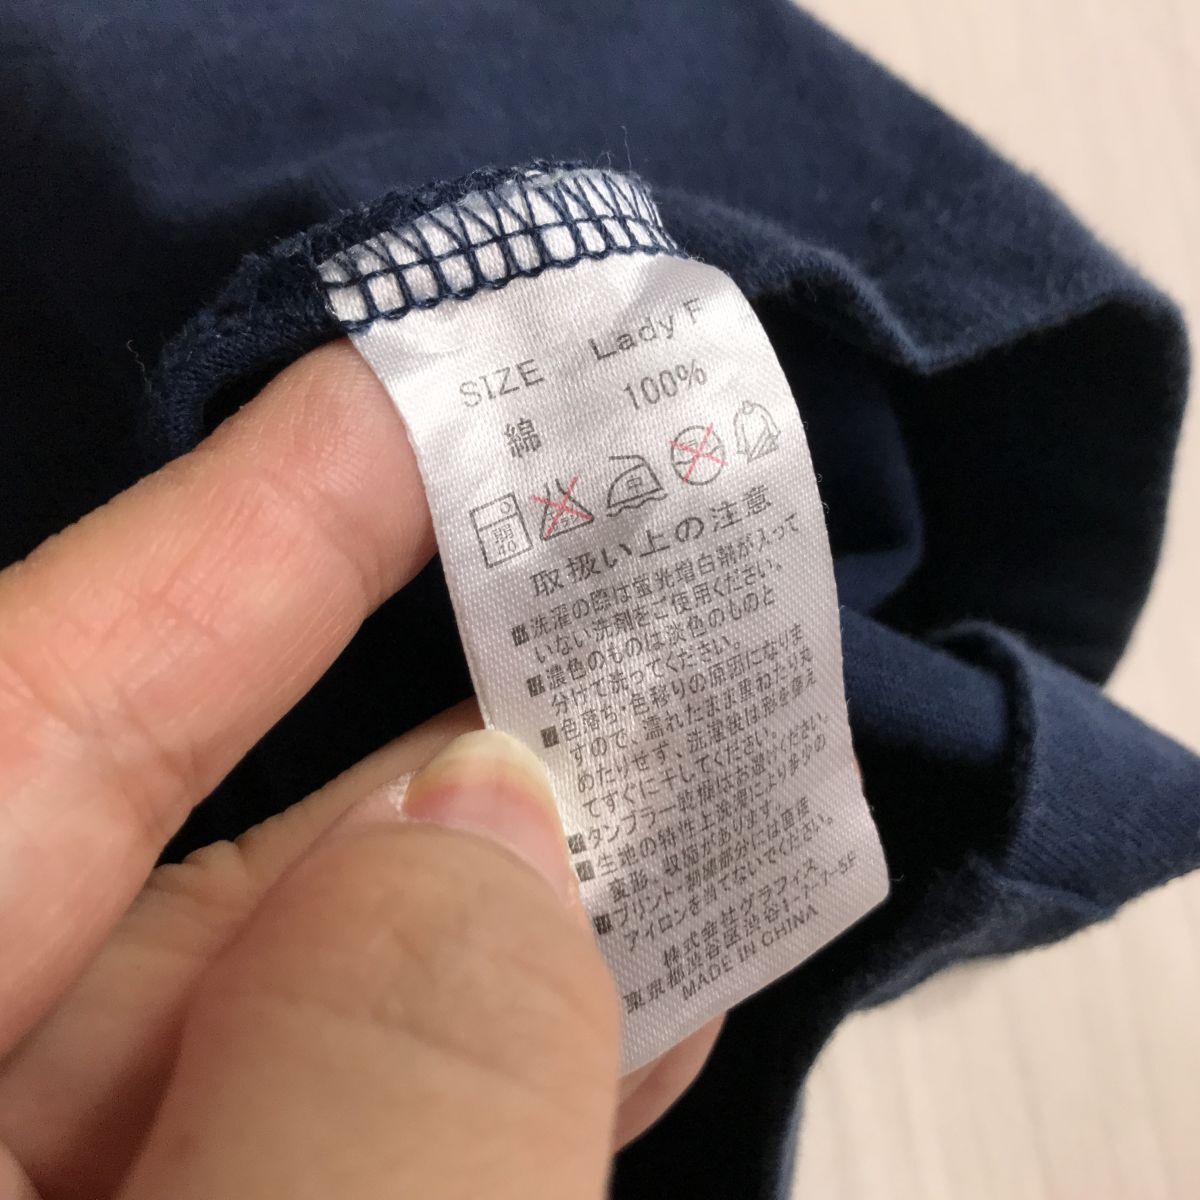 SIZE Lady F
綿 100%
弱
40
取扱い上の注意
洗濯の際は蛍光増白剤が入って
いない洗剤をご使用ください。
濃色のものは淡色のものと
分けて洗ってください。
色落ち・色移りの原因になりま
すので、濡れたまま重ねたり丸
めたりせず、洗濯後は形を整え
てすぐに干してください。
タンブラー乾燥はお避けください。
生地の特性上洗濯により多少の
変形、収縮があります。
プリント・刺繍部分には直接
アイロンを当てないでください。
株式会社グラフィス
東京都渋谷区渋谷
MADE IN CHINA